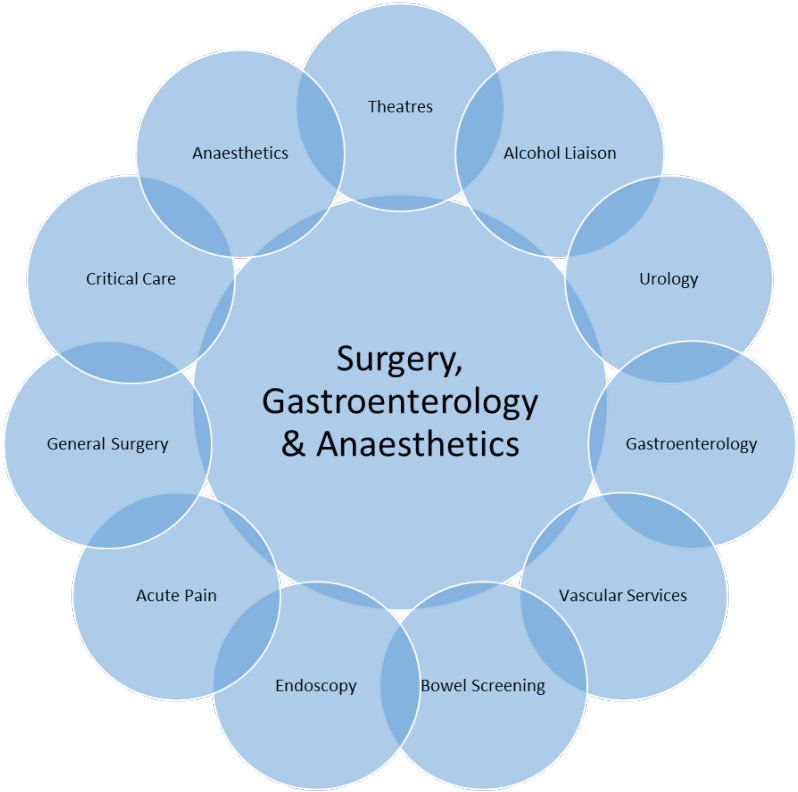 Theatres
Alcohol Liaison
Urology
Gastroenterology
Vascular Services
Bowel Screening
Endoscopy
Acute Pain
General Surgery
Critical Care
Anaesthetics
Surgery,
Gastroenterology
& Anaesthetics